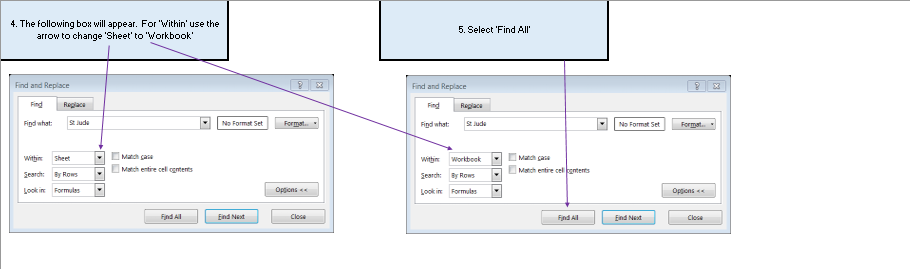 4. The following box will appear. For 'Within' use the
arrow to change 'Sheet' to 'Workbook'
5. Select 'Find All'
Find and Replace
Find
Replace
Find what:
St Jude
No Format Set
Format...
Within:
Sheet
Match case
Search:
By Rows
Match entire cell contents
Look in:
Formulas
Options <<
Find All
Find Next
Close
Find and Replace
Find
Replace
Find what:
St Jude
No Format Set
Format...
Within:
Workbook
Match case
Search:
By Rows
Match entire cell contents
Look in:
Formulas
Options <<
Find All
Find Next
Close